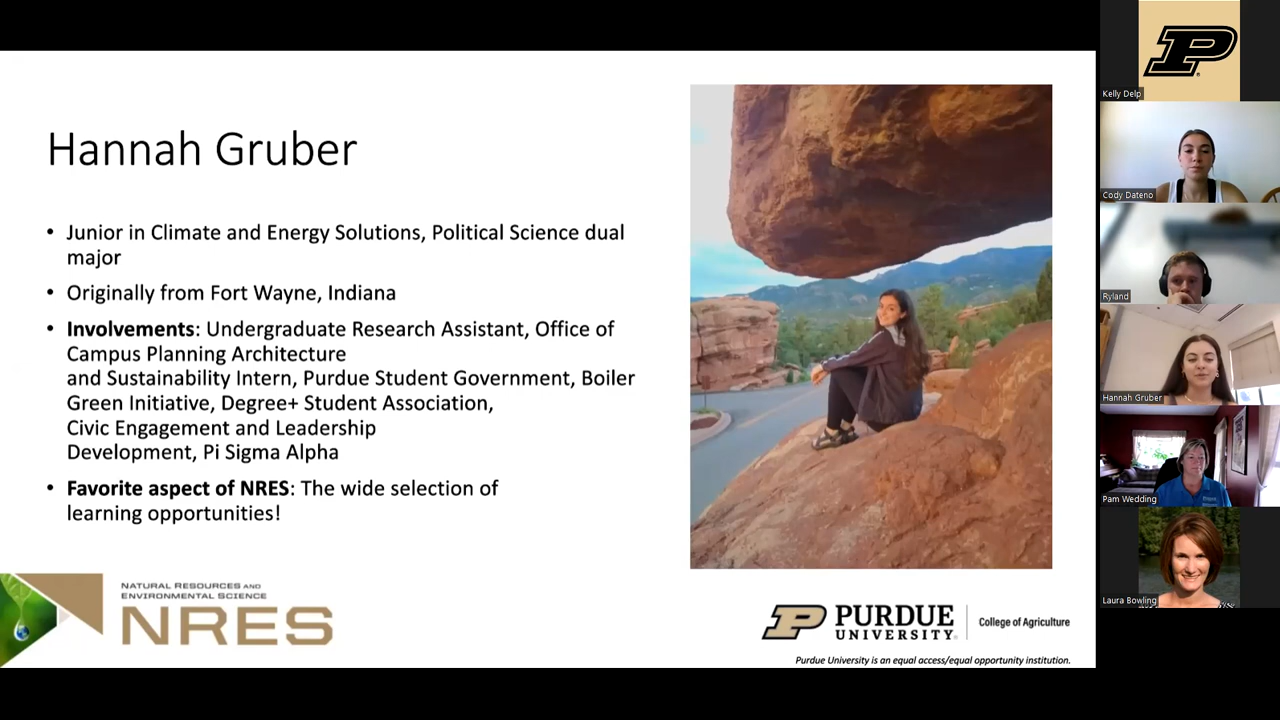 Hannah Gruber
• Junior in Climate and Energy Solutions, Political Science dual
major
• Originally from Fort Wayne, Indiana
• Involvements: Undergraduate Research Assistant, Office of
Campus Planning Architecture
and Sustainability Intern, Purdue Student Government, Boiler
Green Initiative, Degree+ Student Association,
Civic Engagement and Leadership
Development, Pi Sigma Alpha
• Favorite aspect of NRES: The wide selection of
learning opportunities!
NATURAL RESOURCES AND
ENVIRONMENTAL SCIENCE
NRES
P PURDUE
UNIVERSITY®
College of Agriculture
Purdue University is an equal access/equal opportunity institution.
P
Kelly Delp
Cody Dateno
Ryland
Hannah Gruber
Pam Wedding
Laura Bowling